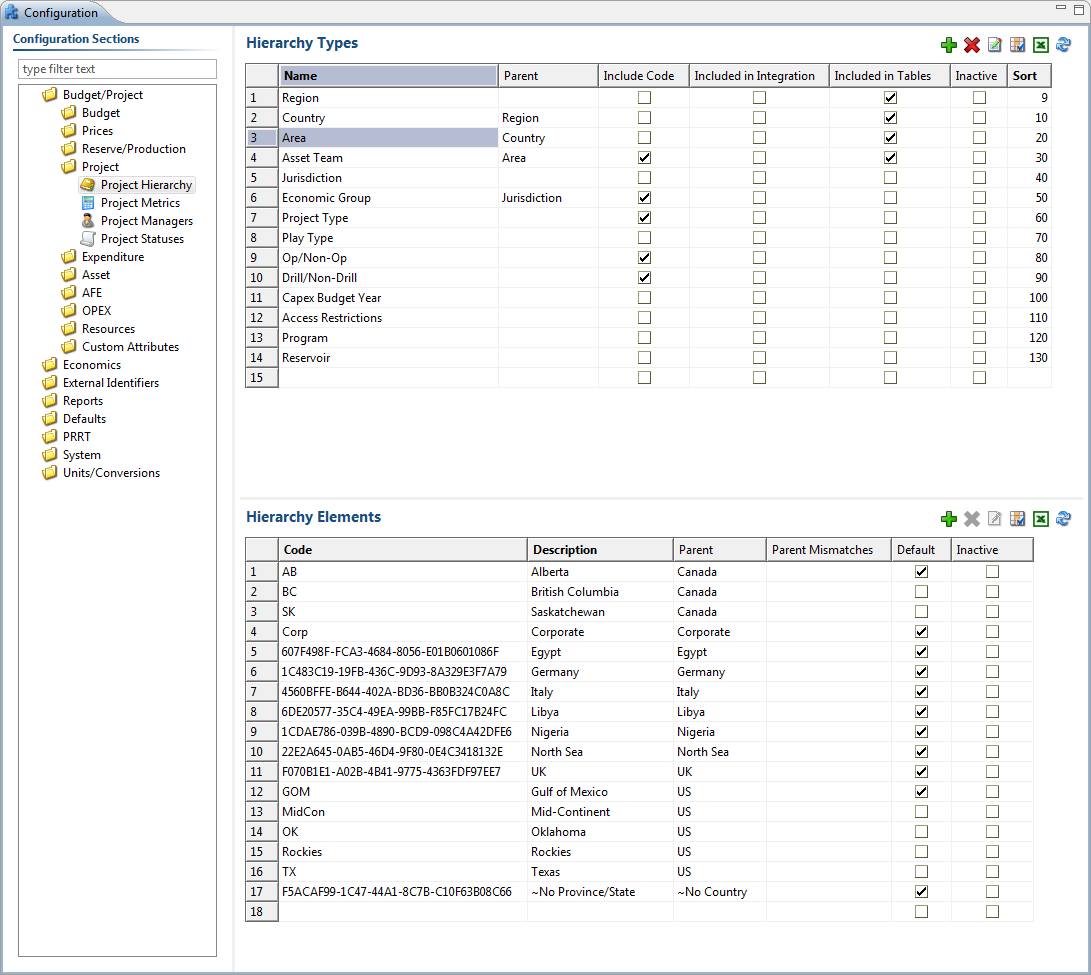 Configuration
Configuration Sections
type filter text
Budget/Project
Budget
Prices
Reserve/Production
Project
Project Hierarchy
Project Metrics
Project Managers
Project Statuses
Expenditure
Asset
AFE
OPEX
Resources
Custom Attributes
Economics
External Identifiers
Reports
Defaults
PRRT
System
Units/Conversions
Hierarchy Types
Name Parent Include Code Included in Integration Included in Tables Inactive Sort
1 Region 9
2 Country Region 10
3 Area Country 20
4 Asset Team Area 30
5 Jurisdiction 40
6 Economic Group Jurisdiction 50
7 Project Type 60
8 Play Type 70
9 Op/Non-Op 80
10 Drill/Non-Drill 90
11 Capex Budget Year 100
12 Access Restrictions 110
13 Program 120
14 Reservoir 130
15
Hierarchy Elements
Code Description Parent Parent Mismatches Default Inactive
1 AB Alberta Canada
2 BC British Columbia Canada
3 SK Saskatchewan Canada
4 Corp Corporate Corporate
5 607F498F-FCA3-4684-8056-E01B0601086F Egypt Egypt
6 1C483C19-19FB-436C-9D93-8A329E3F7A79 Germany Germany
7 4560BFFE-B644-402A-BD36-BB0B324C0A8C Italy Italy
8 6DE20577-35C4-49EA-99BB-F85FC17B24FC Libya Libya
9 1CDAE786-039B-4890-BCD9-098C4A42DFE6 Nigeria Nigeria
10 22E2A645-0AB5-46D4-9F80-0E4C3418132E North Sea North Sea
11 F070B1E1-A02B-4B41-9775-4363FDF97EE7 UK UK
12 GOM Gulf of Mexico US
13 MidCon Mid-Continent US
14 OK Oklahoma US
15 Rockies Rockies US
16 TX Texas US
17 F5ACAF99-1C47-44A1-8C7B-C10F63B08C66 ~No Province/State ~No Country
18